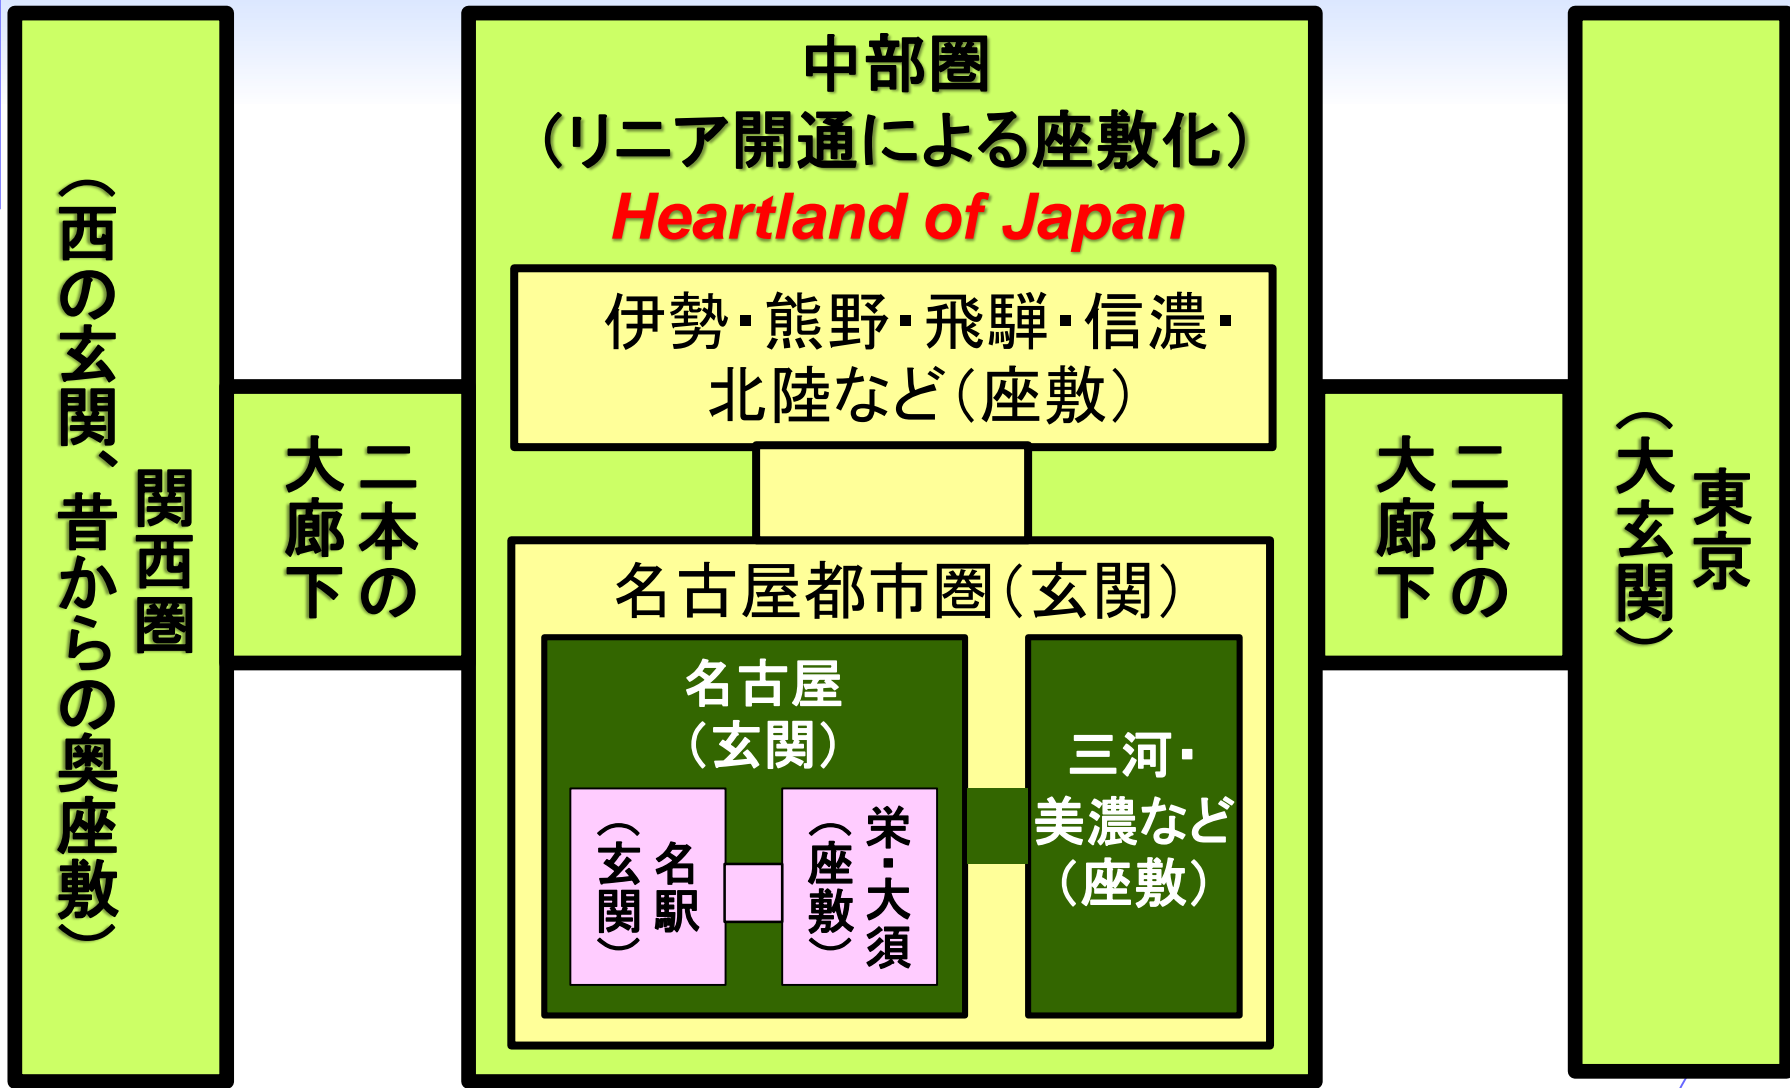 中部圏
（リニア開通による座敷化）
Heartland of Japan
伊勢・熊野・飛騨・信濃・
北陸など（座敷）
名古屋都市圏（玄関）
名古屋
（玄関）
名駅
（玄関）
栄・大須
（座敷）
三河・
美濃など
（座敷）
関西圏
（西の玄関、昔からの奥座敷）
二本の
大廊下
二本の
大廊下
東京
（大玄関）